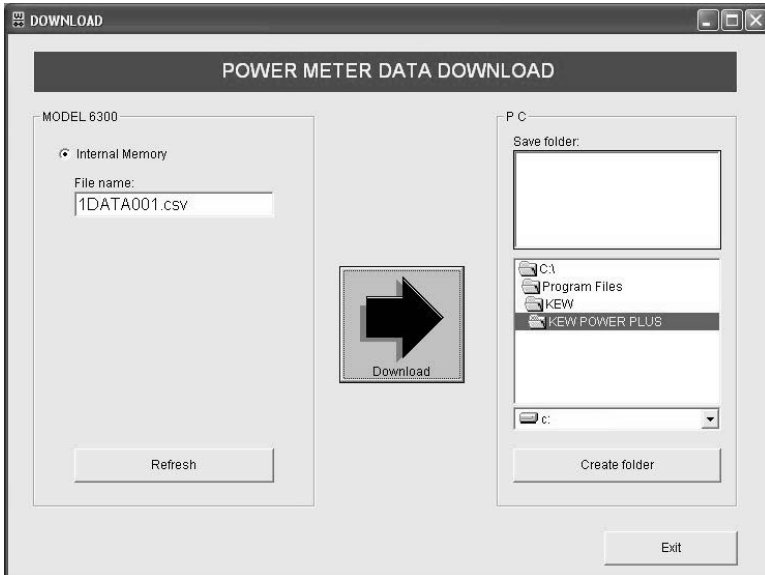 DOWNLOAD
POWER METER DATA DOWNLOAD
MODEL 6300
Internal Memory
File name:
1DATA001.csv
Refresh
Download
P C
Save folder:
C:\
Program Files
KEW
KEW POWER PLUS
c:
Create folder
Exit